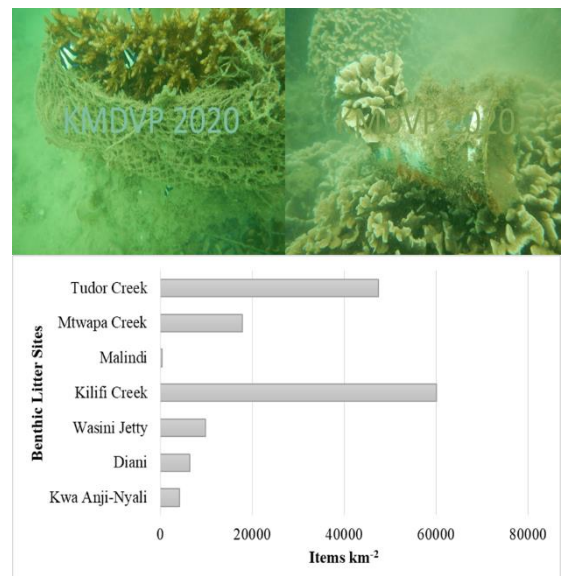 KMDVP 2020
KMDVP 2020
Benthic Litter Sites
Tudor Creek
Mtwapa Creek
Malindi
Kilifi Creek
Wasini Jetty
Diani
Kwa Anji-Nyali
0 20000 40000 60000 80000
Items km⁻²